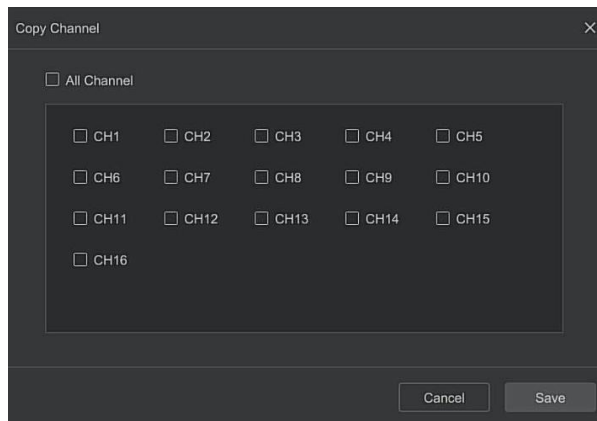 Copy Channel
All Channel
CH1 CH2 CH3 CH4 CH5
CH6 CH7 CH8 CH9 CH10
CH11 CH12 CH13 CH14 CH15
CH16
Cancel Save